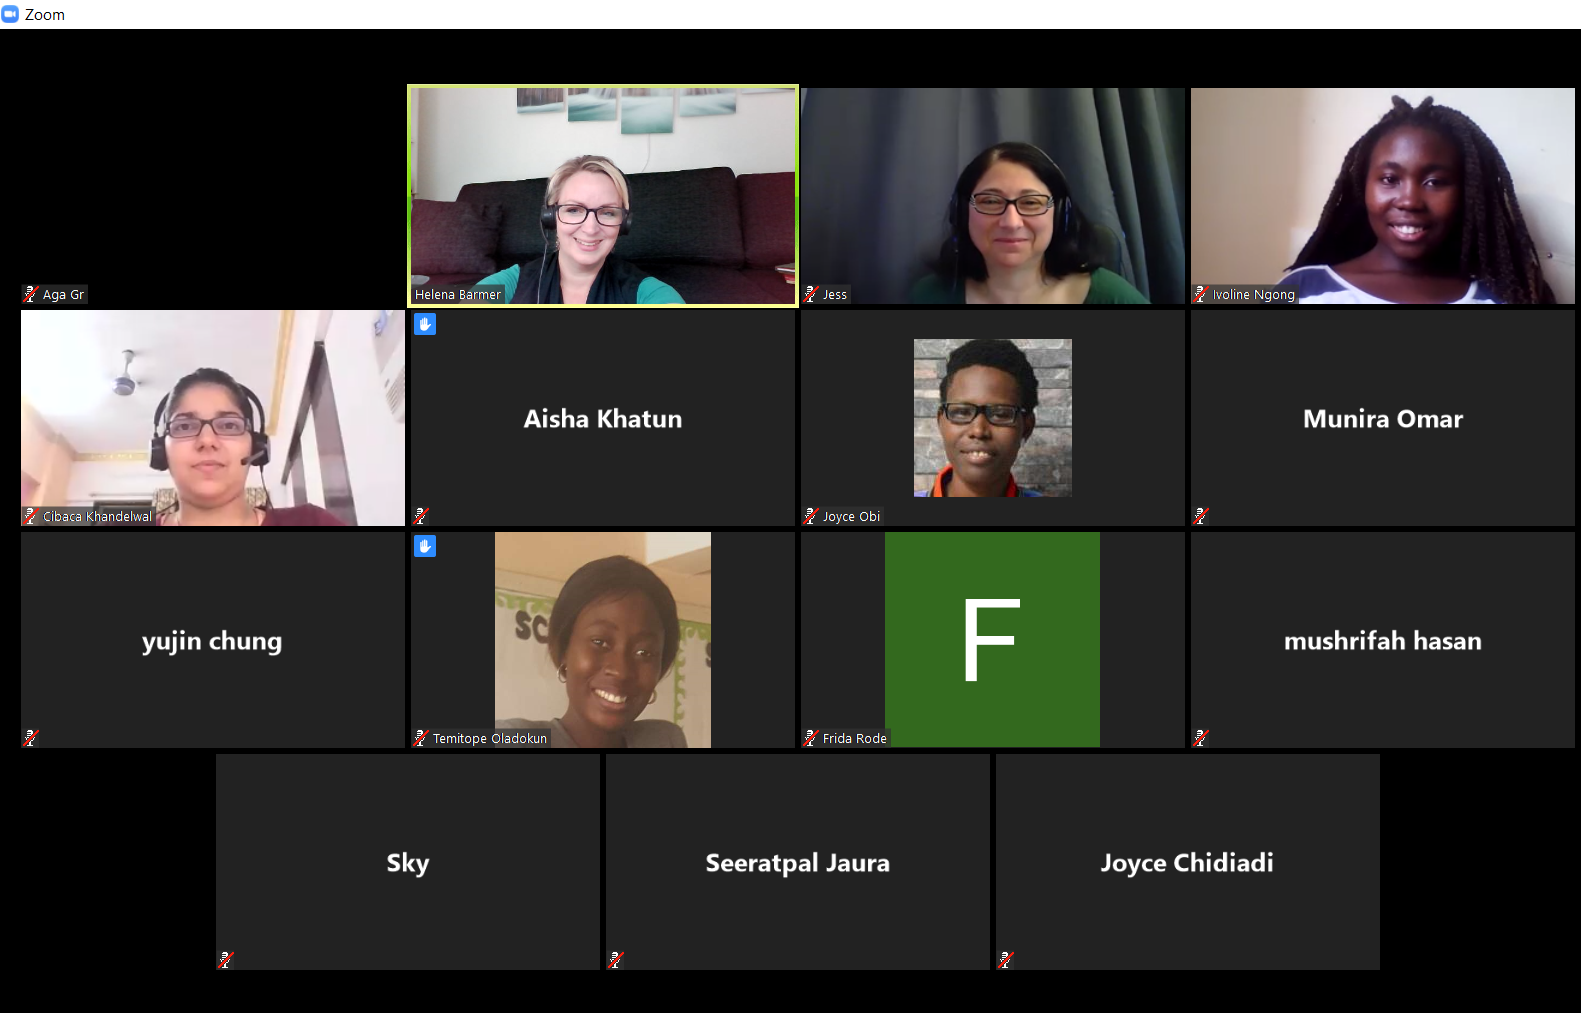 Zoom
Aga Gr
Helena Barmer
Jess
Ivoline Ngong
Cibaca Khandelwal
Aisha Khatun
Joyce Obi
Munira Omar
yujin chung
SC
Temitope Oladokun
F
Frida Rode
mushrifah hasan
Sky
Seeratpal Jaura
Joyce Chidiadi